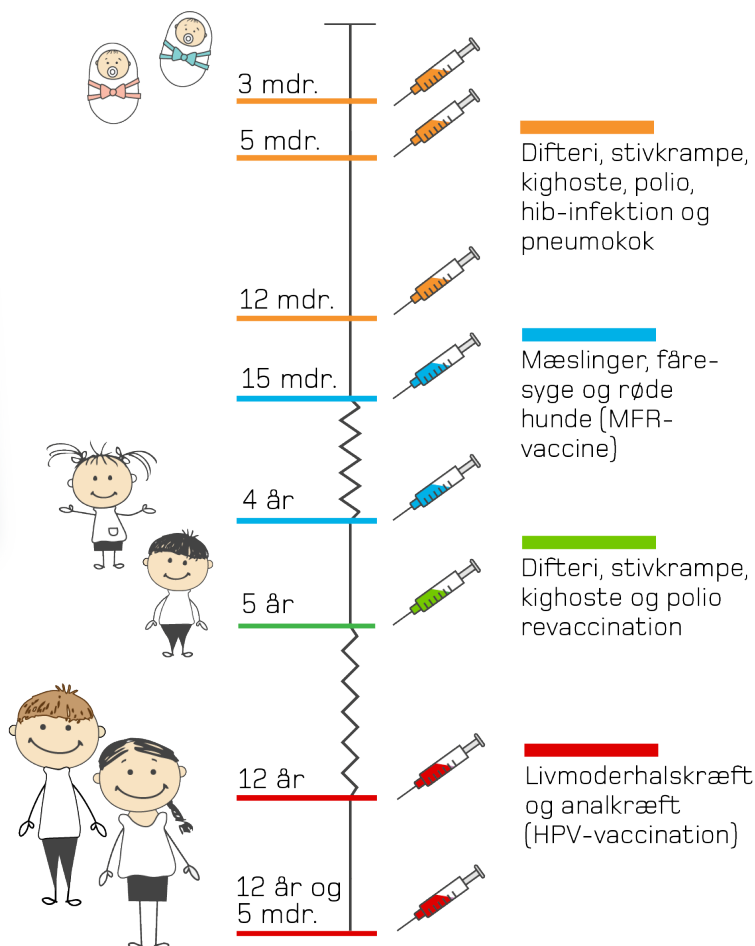 3 mdr.
5 mdr.
12 mdr.
15 mdr.
4 år
5 år
12 år
12 år og
5 mdr.
Difteri, stivkrampe,
kighoste, polio,
hib-infektion og
pneumokok
Mæslinger, fåre-
syge og røde
hunde (MFR-
vaccine)
Difteri, stivkrampe,
kighoste og polio
revaccination
Livmoderhalskræft
og analkræft
(HPV-vaccination)